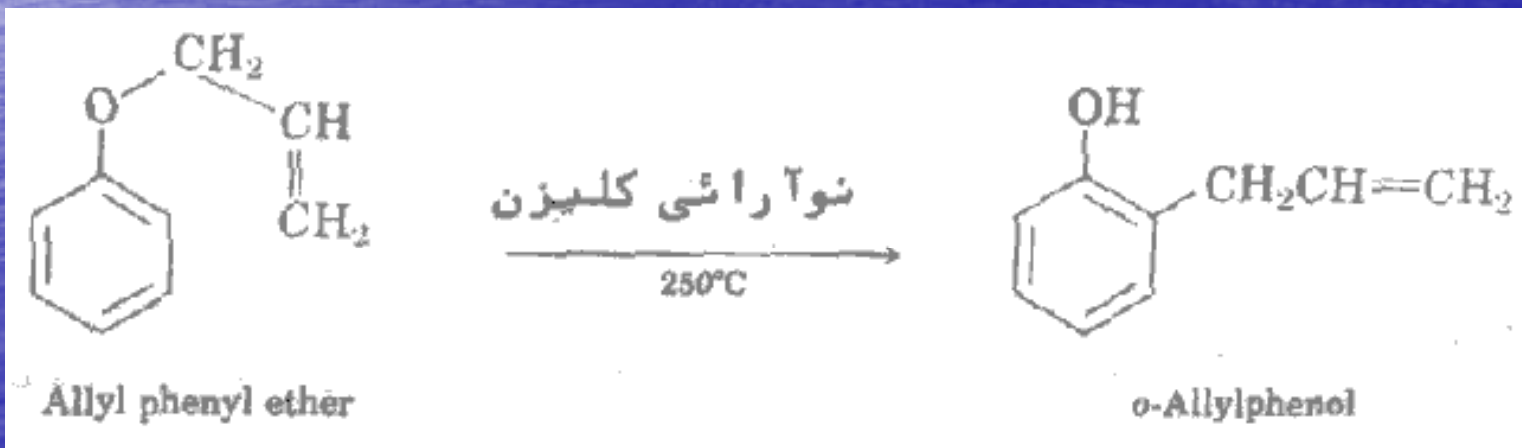 CH₂
O
CH
CH₂
نوآرائی کلیزن
250°C
OH
CH₂CH=CH₂
Allyl phenyl ether
o-Allylphenol